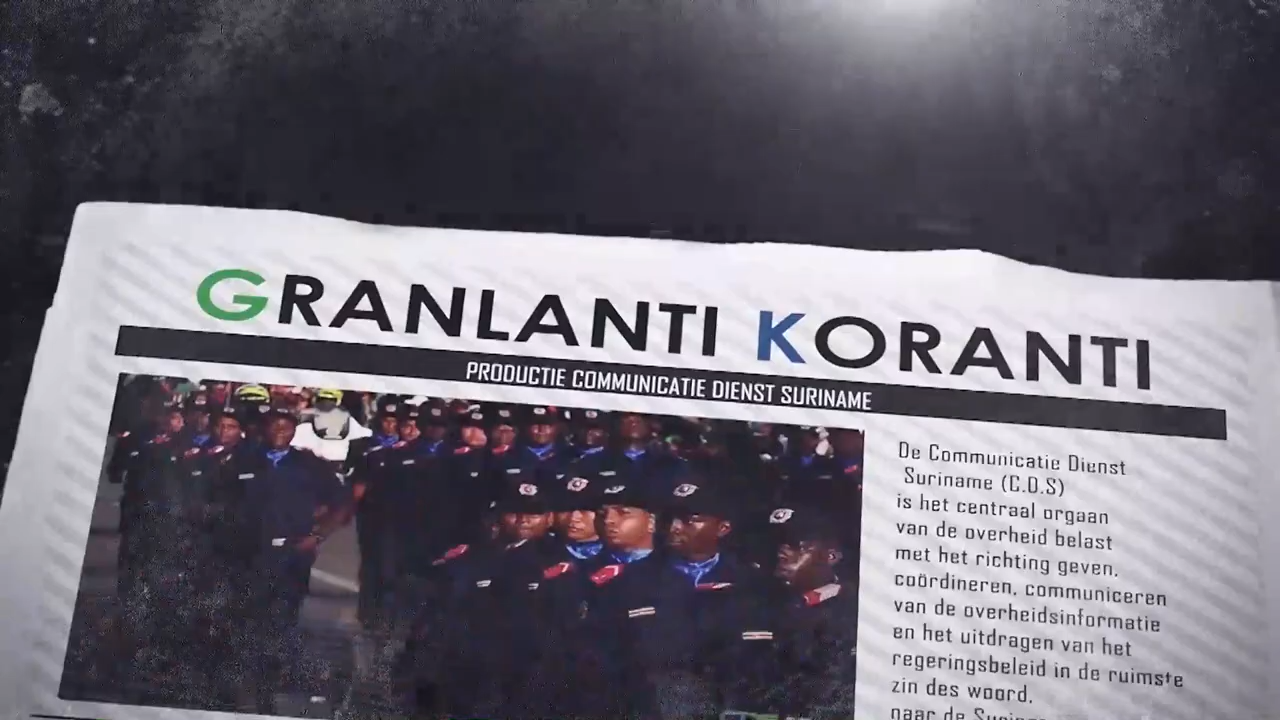 GRANLANTI KORANTI
PRODUCTIE COMMUNICATIE DIENST SURINAME
De Communicatie Dienst
Suriname (C.D.S)
is het centraal orgaan
van de overheid belast
met het richting geven,
coördineren, communiceren
van de overheidsinformatie
en het uitdragen van het
regeringsbeleid in de ruimste
zin des woord,
naar de